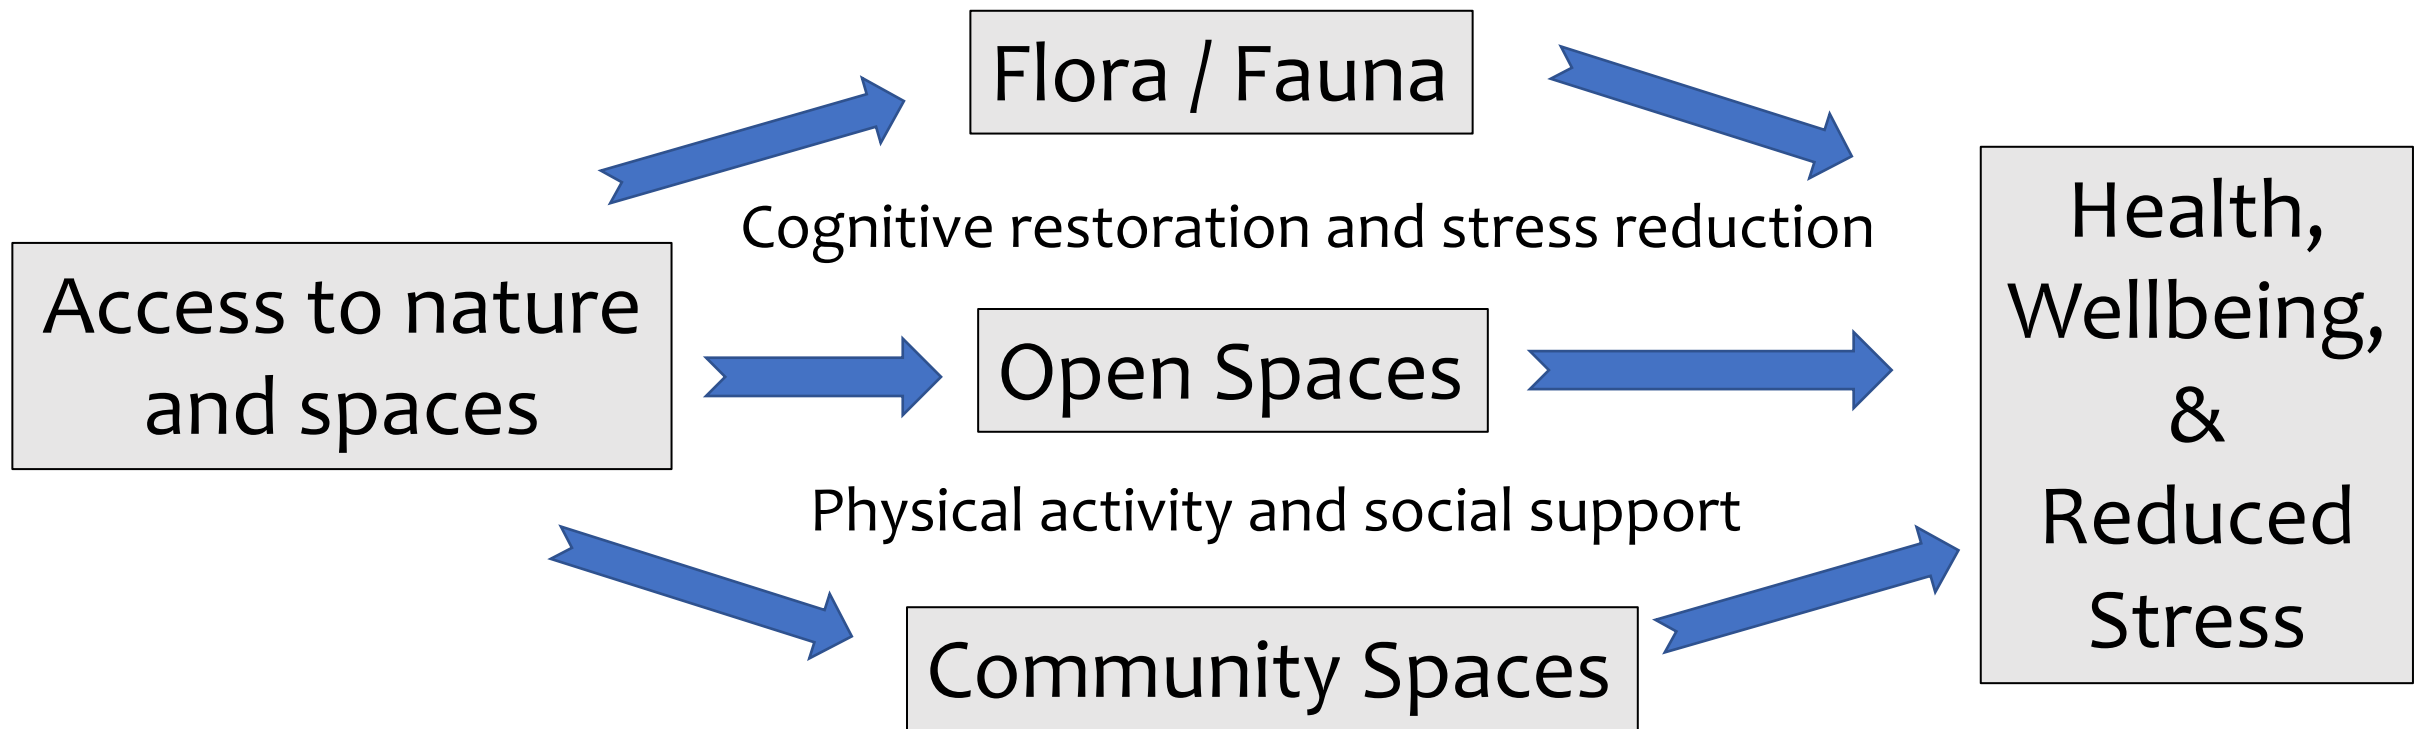 Flora / Fauna
Cognitive restoration and stress reduction
Access to nature
and spaces
Open Spaces
Physical activity and social support
Community Spaces
Health,
Wellbeing,
&
Reduced
Stress